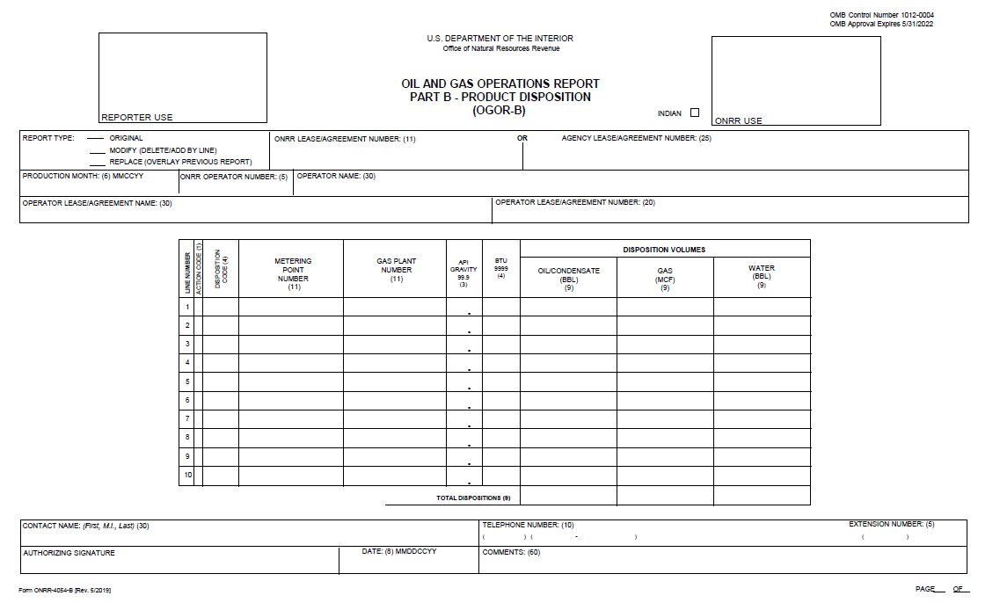 OMB Control Number 1012-0004
OMB Approval Expires 5/31/2022
U.S. DEPARTMENT OF THE INTERIOR
Office of Natural Resources Revenue
OIL AND GAS OPERATIONS REPORT
PART B - PRODUCT DISPOSITION
(OGOR-B)
INDIAN
REPORTER USE
ONRR USE
REPORT TYPE:
ORIGINAL
MODIFY (DELETE/ADD BY LINE)
REPLACE (OVERLAY PREVIOUS REPORT)
ONRR LEASE/AGREEMENT NUMBER: (11)
OR
AGENCY LEASE/AGREEMENT NUMBER: (25)
PRODUCTION MONTH: (6) MMCCYY
ONRR OPERATOR NUMBER: (5)
OPERATOR NAME: (30)
OPERATOR LEASE/AGREEMENT NAME: (30)
OPERATOR LEASE/AGREEMENT NUMBER: (20)
LINE NUMBER
ACTION CODE (1)
DISPOSITION
CODE (4)
METERING
POINT
NUMBER
(11)
GAS PLANT
NUMBER
(11)
API
GRAVITY
99.9
(3)
BTU
9999
(4)
DISPOSITION VOLUMES
OIL/CONDENSATE
(BBL)
(9)
GAS
(MCF)
(9)
WATER
(BBL)
(9)
1 .
2 .
3 .
4 .
5 .
6 .
7 .
8 .
9 .
10 .
TOTAL DISPOSITIONS (9)
CONTACT NAME: (First, M.I., Last) (30)
TELEPHONE NUMBER: (10)
( ) ( - )
EXTENSION NUMBER: (5)
( )
AUTHORIZING SIGNATURE
DATE: (8) MMDDCCYY
COMMENTS: (60)
Form ONRR-4054-B [Rev. 5/2019]
PAGE___ OF__